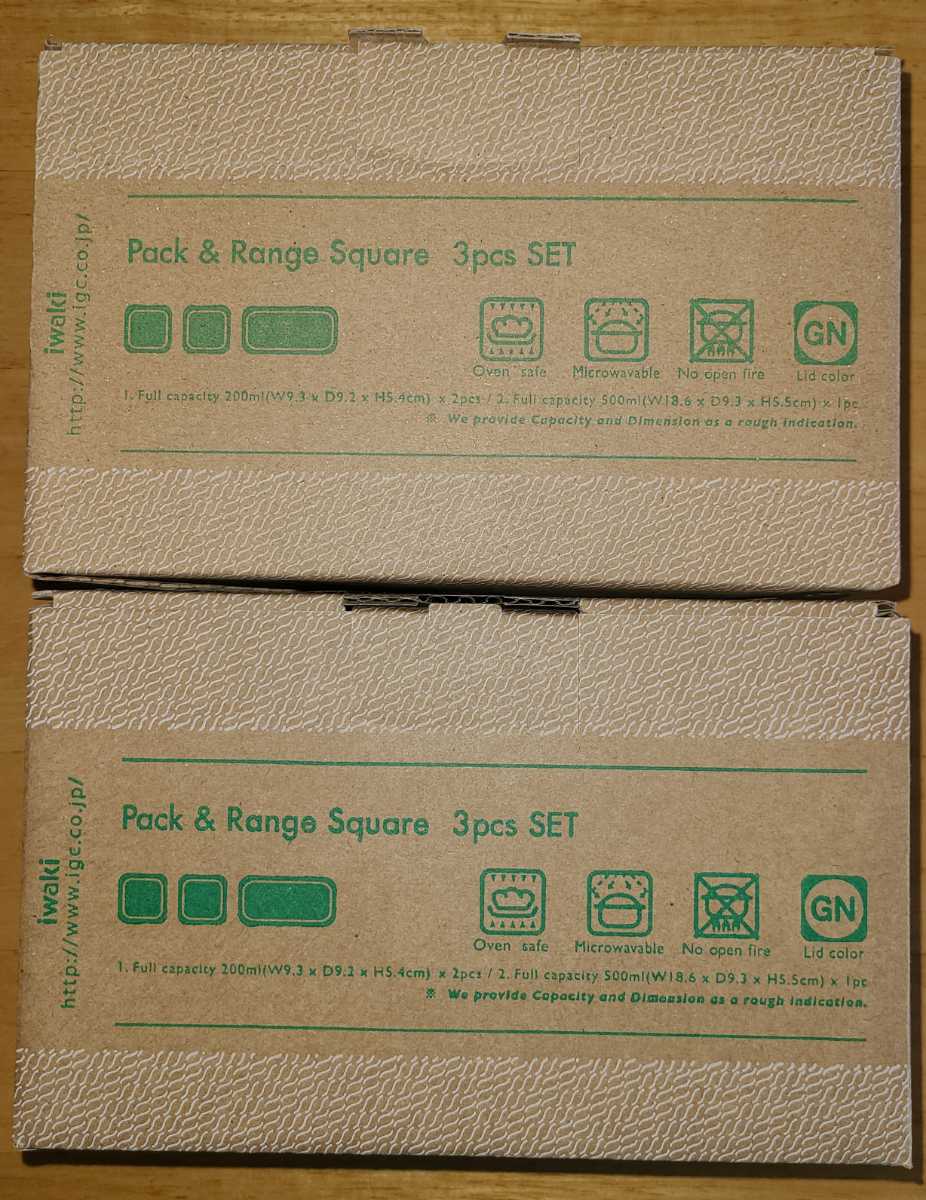 iwaki
http://www.igc.co.jp/
Pack & Range Square 3pcs SET
Oven safe
Microwavable
No open fire
GN
Lid color
1. Full capacity 200ml(W9.3 x D9.2 x H5.4cm) x 2pcs / 2. Full capacity 500ml(W18.6 x D9.3 x H5.5cm) x 1pc
※ We provide Capacity and Dimension as a rough indication.
iwaki
http://www.igc.co.jp/
Pack & Range Square 3pcs SET
Oven safe
Microwavable
No open fire
GN
Lid color
1. Full capacity 200ml(W9.3 x D9.2 x H5.4cm) x 2pcs / 2. Full capacity 500ml(W18.6 x D9.3 x H5.5cm) x 1pc
※ We provide Capacity and Dimension as a rough indication.